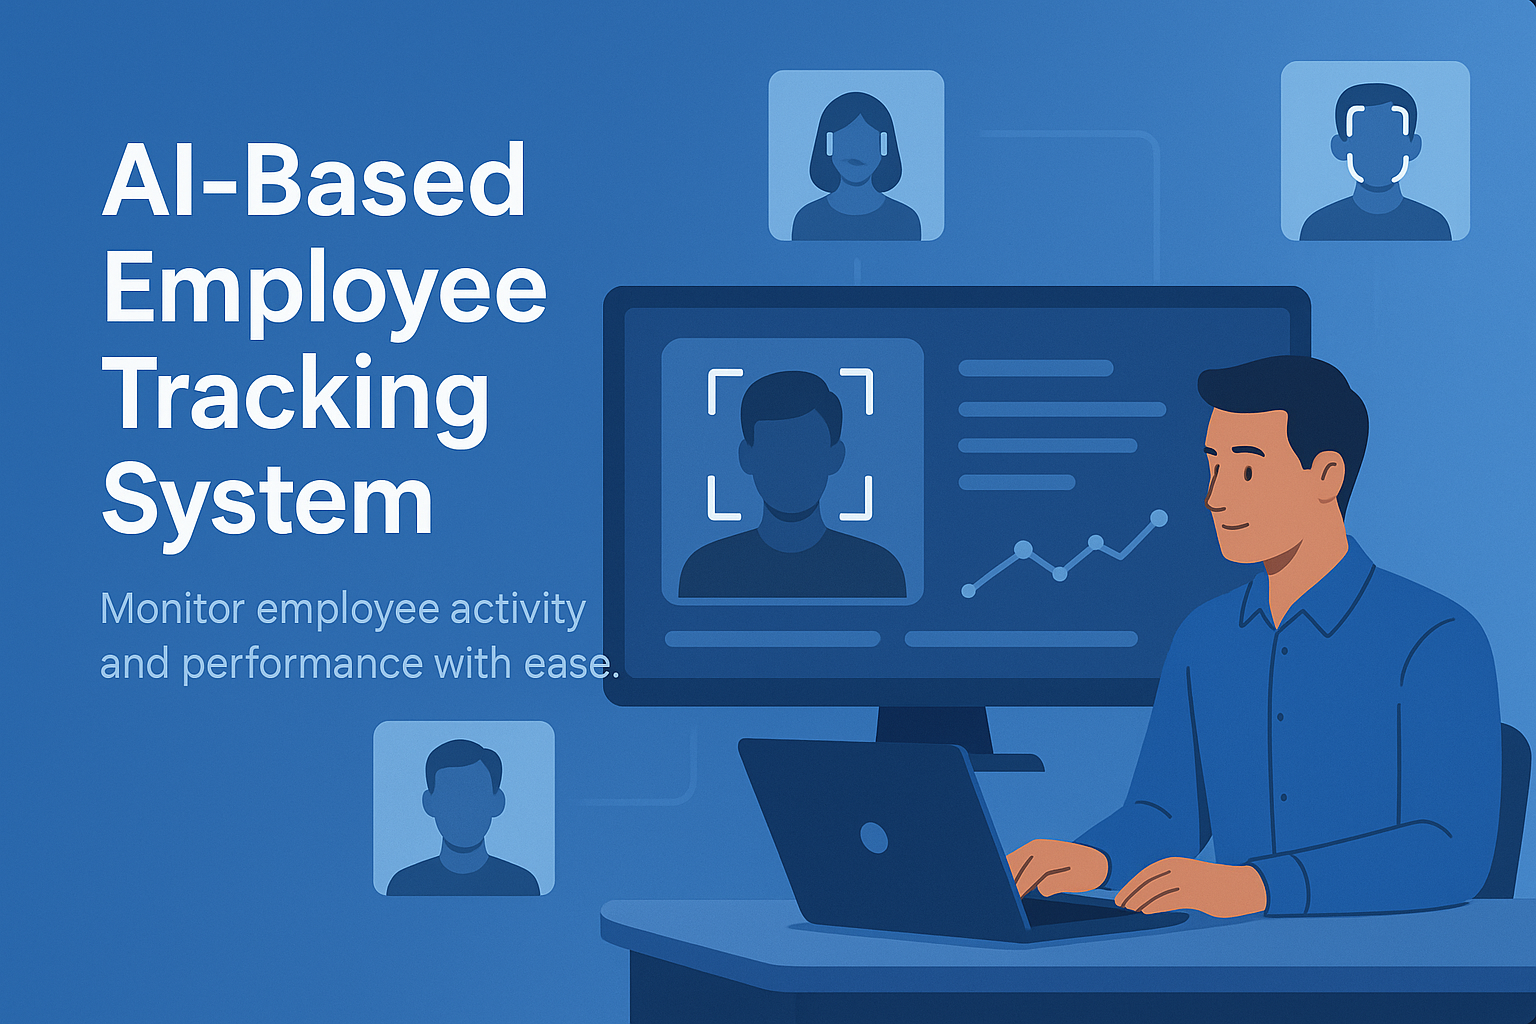 AI-Based
Employee
Tracking
System
Monitor employee activity
and performance with ease.